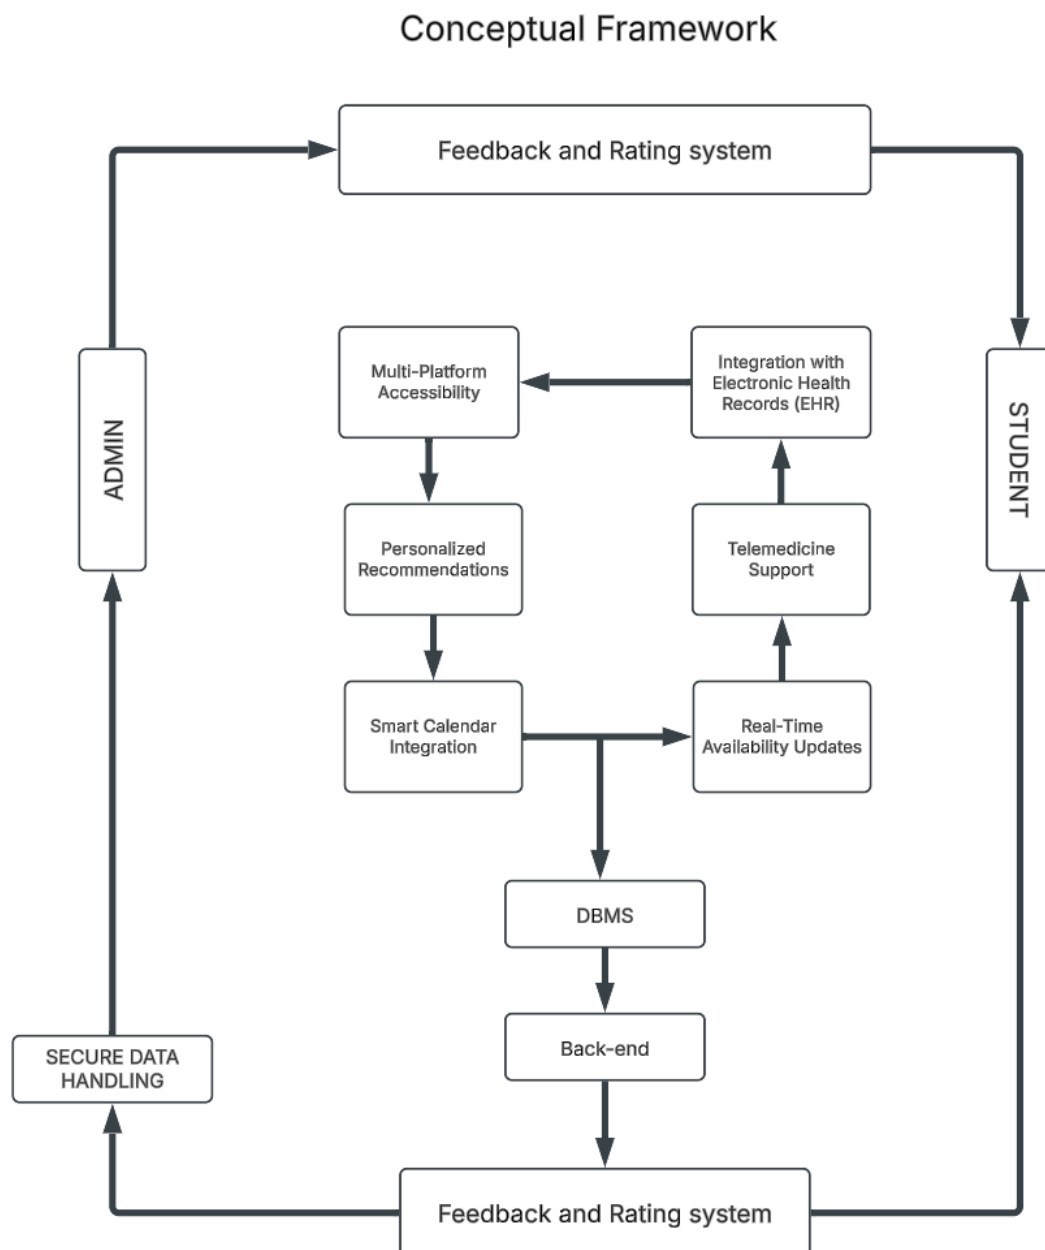 Conceptual Framework
Feedback and Rating system
Multi-Platform
Accessibility
Integration with
Electronic Health
Records (EHR)
ADMIN
STUDENT
Personalized
Recommendations
Telemedicine
Support
Smart Calendar
Integration
Real-Time
Availability Updates
DBMS
Back-end
SECURE DATA
HANDLING
Feedback and Rating system